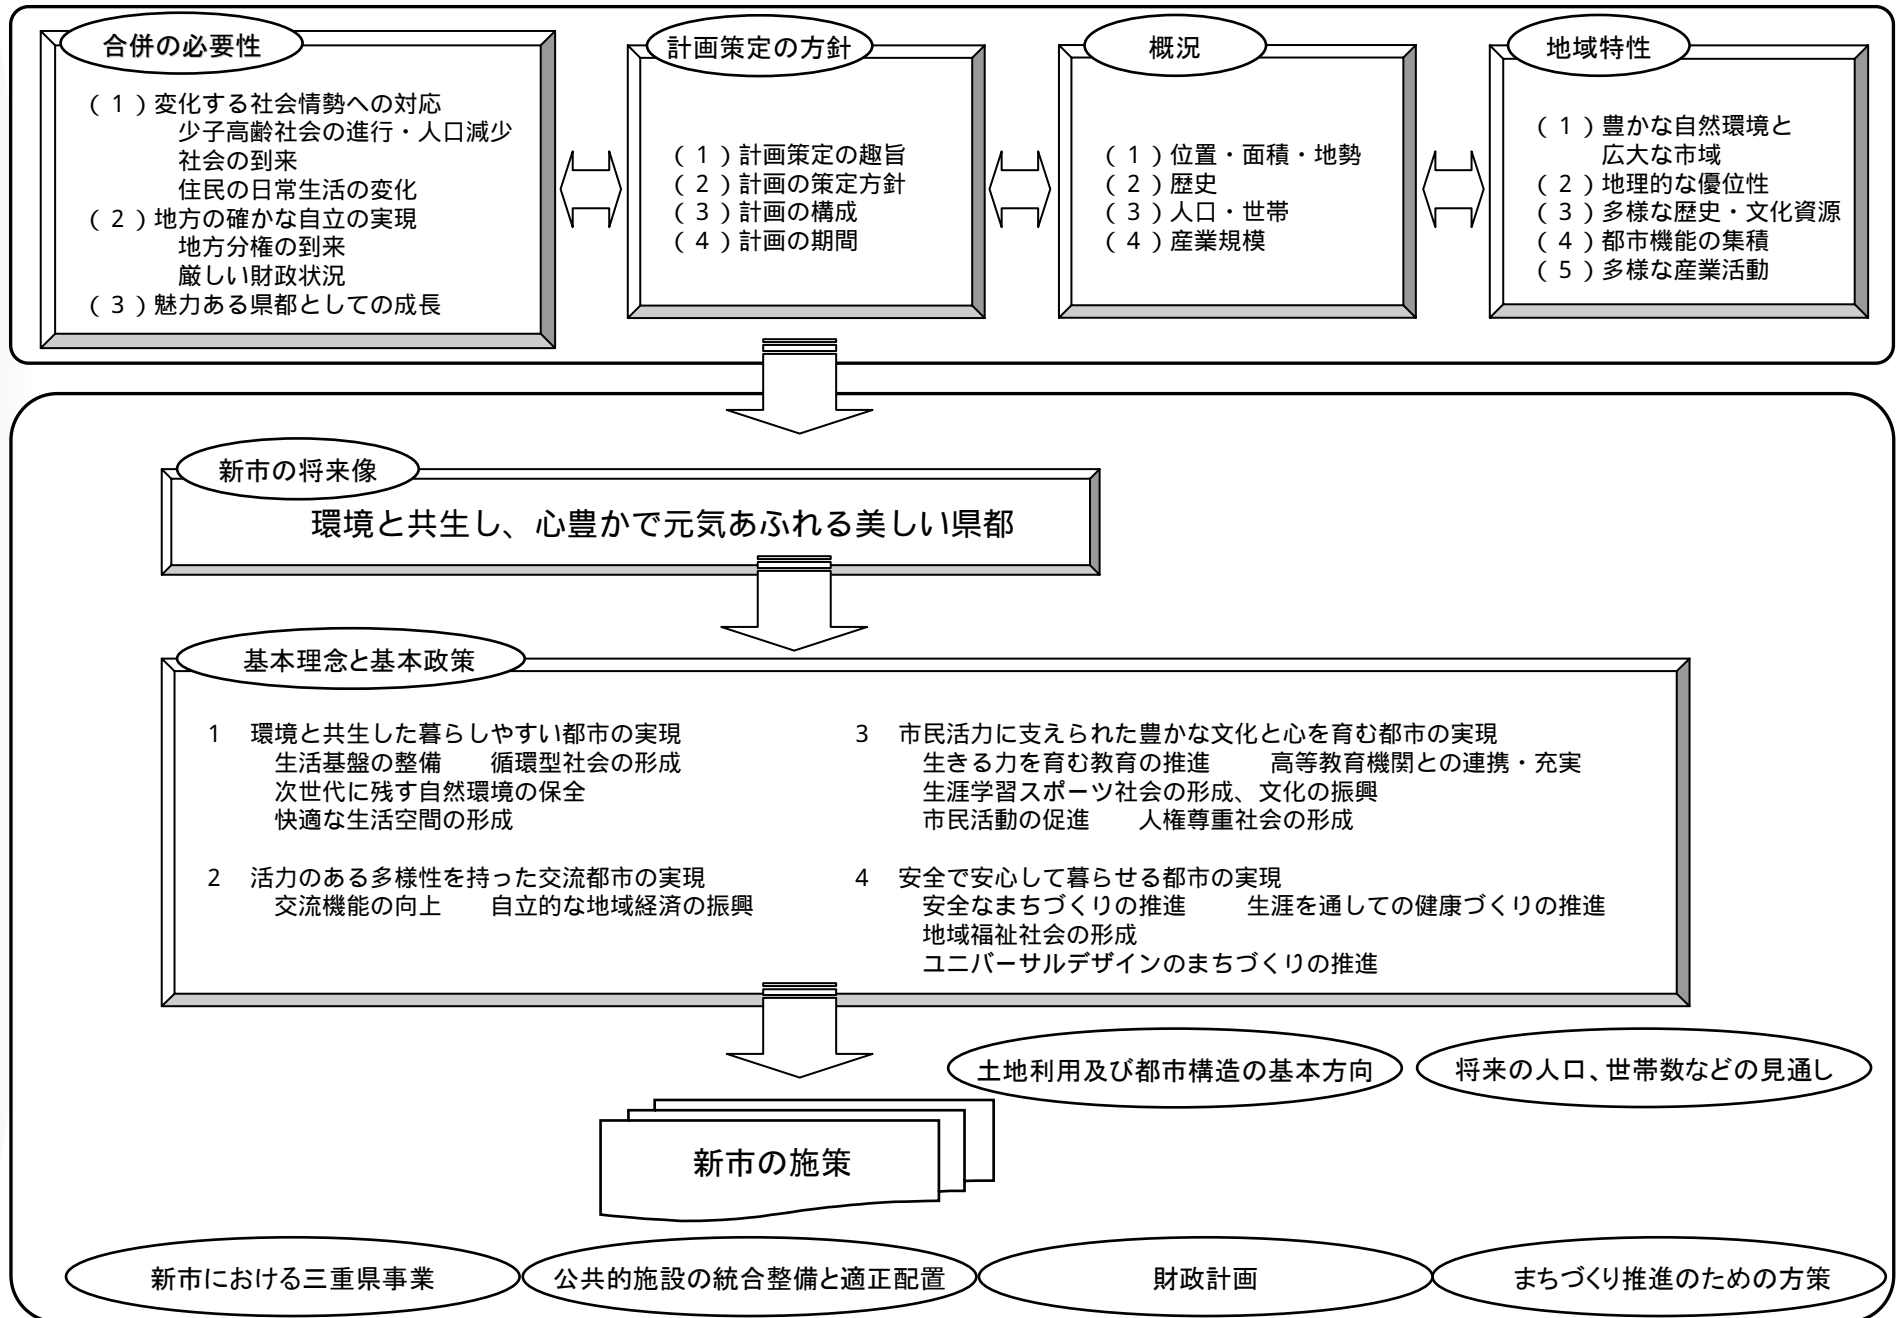 合併の必要性
( 1 ) 変化する社会情勢への対応
少子高齢社会の進行・人口減少
社会の到来
住民の日常生活の変化
( 2 ) 地方の確かな自立の実現
地方分権の到来
厳しい財政状況
( 3 ) 魅力ある県都としての成長
計画策定の方針
( 1 ) 計画策定の趣旨
( 2 ) 計画の策定方針
( 3 ) 計画の構成
( 4 ) 計画の期間
概況
( 1 ) 位置・面積・地勢
( 2 ) 歴史
( 3 ) 人口・世帯
( 4 ) 産業規模
地域特性
( 1 ) 豊かな自然環境と
広大な市域
( 2 ) 地理的な優位性
( 3 ) 多様な歴史・文化資源
( 4 ) 都市機能の集積
( 5 ) 多様な産業活動
新市の将来像
環境と共生し、心豊かで元気あふれる美しい県都
基本理念と基本政策
1 環境と共生した暮らしやすい都市の実現
生活基盤の整備 循環型社会の形成
次世代に残す自然環境の保全
快適な生活空間の形成
2 活力のある多様性を持った交流都市の実現
交流機能の向上 自立的な地域経済の振興
3 市民活力に支えられた豊かな文化と心を育む都市の実現
生きる力を育む教育の推進 高等教育機関との連携・充実
生涯学習スポーツ社会の形成、文化の振興
市民活動の促進 人権尊重社会の形成
4 安全で安心して暮らせる都市の実現
安全なまちづくりの推進 生涯を通しての健康づくりの推進
地域福祉社会の形成
ユニバーサルデザインのまちづくりの推進
土地利用及び都市構造の基本方向
将来の人口、世帯数などの見通し
新市の施策
新市における三重県事業
公共的施設の統合整備と適正配置
財政計画
まちづくり推進のための方策